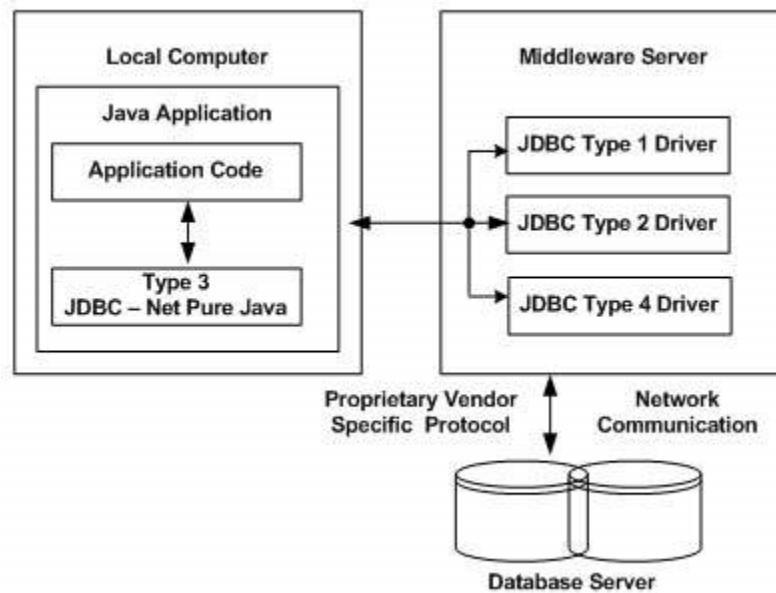 Local Computer
Java Application
Application Code
Type 3
JDBC – Net Pure Java
Middleware Server
JDBC Type 1 Driver
JDBC Type 2 Driver
JDBC Type 4 Driver
Proprietary Vendor
Specific Protocol
Network
Communication
Database Server